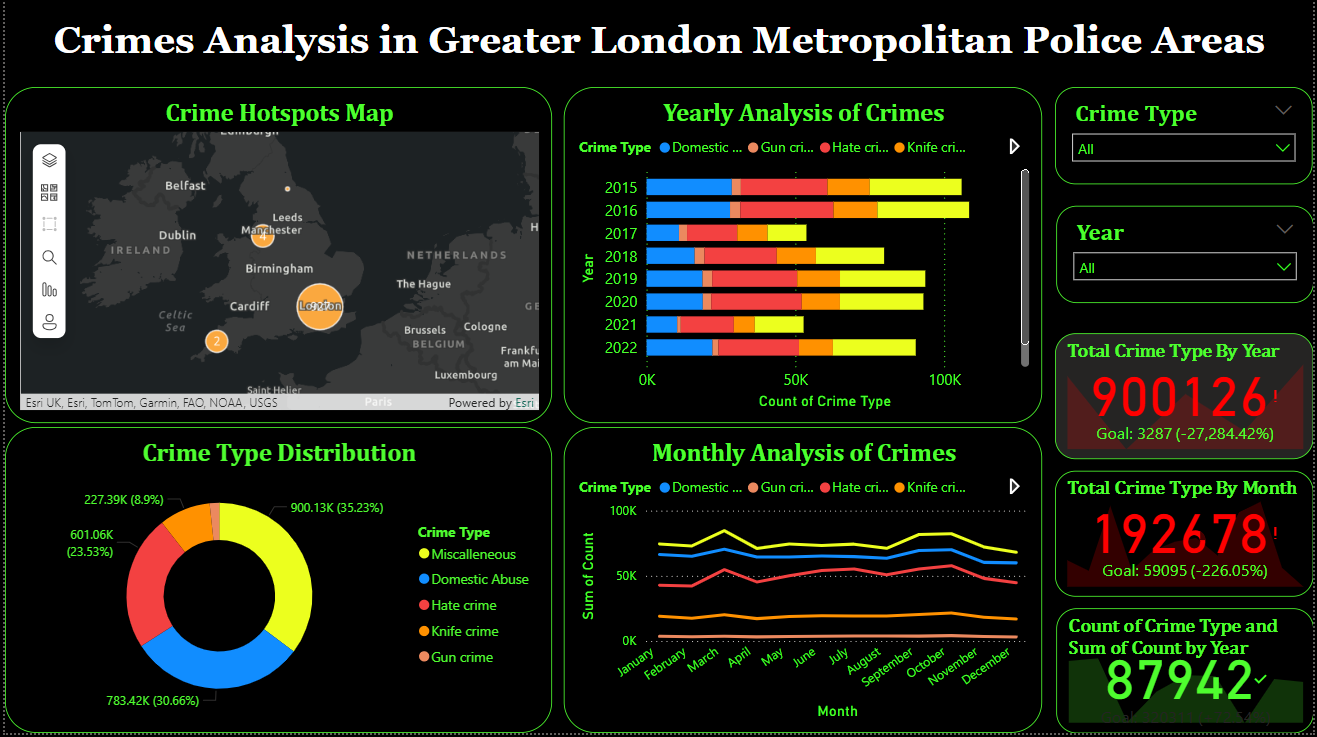 Crimes Analysis in Greater London Metropolitan Police Areas
Crime Hotspots Map
Belfast
Leeds
Manchester
4
Dublin
IRELAND
Birmingham
NETHERLANDS
The Hague
Cardiff
London
Celtic
Sea
2
Brussels
Cologne
BELGIUM
Luxembourg
Saint Helier
Paris
Esri UK, Esri, TomTom, Garmin, FAO, NOAA, USGS
Powered by Esri
Yearly Analysis of Crimes
Crime Type Domestic ... Gun cri... Hate cri... Knife cri...
Year
2015
2016
2017
2018
2019
2020
2021
2022
0K 50K 100K
Count of Crime Type
Crime Type
All
Year
All
Total Crime Type By Year
900126!
Goal: 3287 (-27,284.42%)
Total Crime Type By Month
192678!
Goal: 59095 (-226.05%)
Count of Crime Type and
Sum of Count by Year
87942
Crime Type Distribution
227.39K (8.9%)
900.13K (35.23%)
601.06K
(23.53%)
783.42K (30.66%)
Crime Type
Miscalleneous
Domestic Abuse
Hate crime
Knife crime
Gun crime
Monthly Analysis of Crimes
Crime Type Domestic ... Gun cri... Hate cri... Knife cri...
Sum of Count
100K
50K
0K
January
February
March
April
May
June
July
August
September
October
November
December
Month